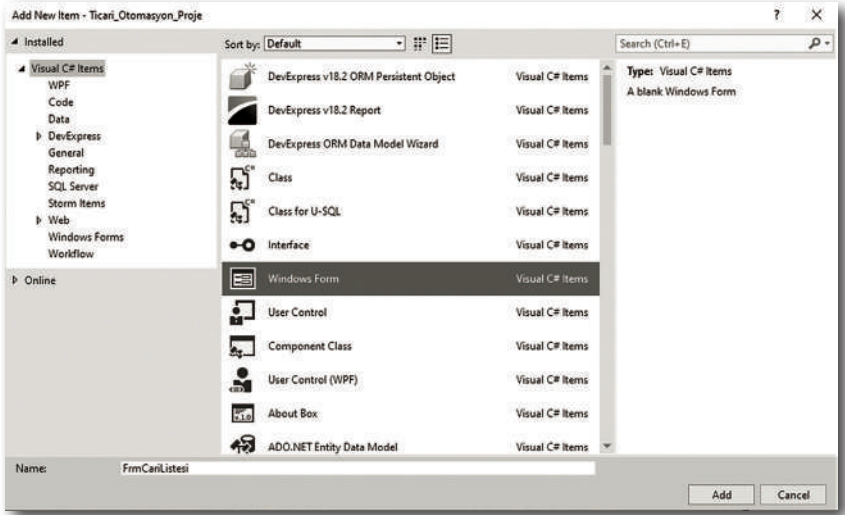 Add New Item - Ticari_Otomasyon_Proje ? ×
Installed
Sort by: Default
Search (Ctrl+E)
Visual C# Items
WPF
Code
Data
DevExpress
General
Reporting
SQL Server
Storm Items
Web
Windows Forms
Workflow
Online
DevExpress v18.2 ORM Persistent Object Visual C# Items
DevExpress v18.2 Report Visual C# Items
DevExpress ORM Data Model Wizard Visual C# Items
Class Visual C# Items
Class for U-SQL Visual C# Items
Interface Visual C# Items
Windows Form Visual C# Items
User Control Visual C# Items
Component Class Visual C# Items
User Control (WPF) Visual C# Items
About Box Visual C# Items
ADO.NET Entity Data Model Visual C# Items
Type: Visual C# Items
A blank Windows Form
Name: FrmCariListesi
Add Cancel